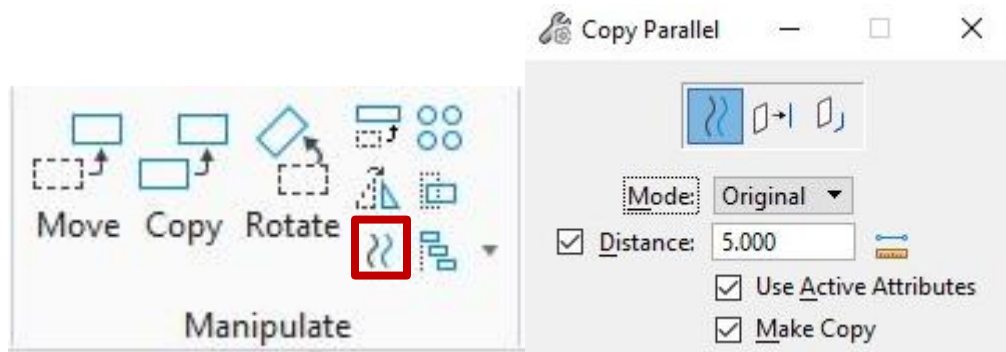 Move Copy Rotate
Manipulate
Copy Parallel
Mode: Original
Distance: 5.000
Use Active Attributes
Make Copy